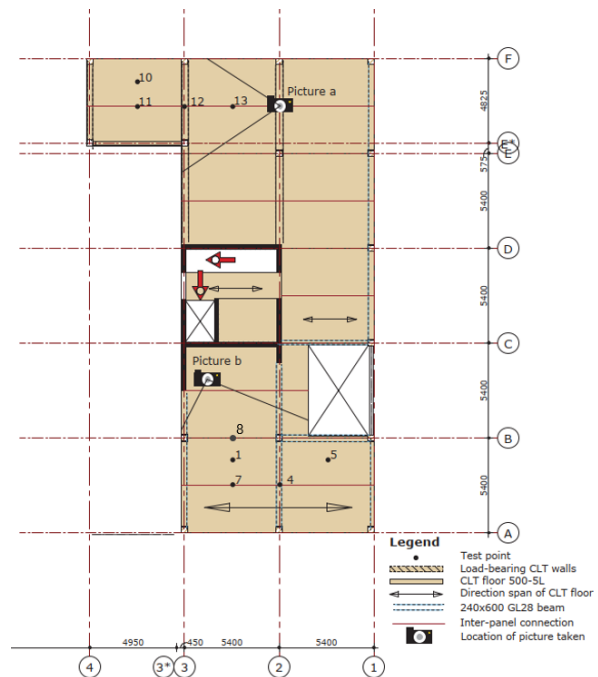 F
10
Picture a
11
12
13
4825
E*
E
575
5400
D
5400
C
Picture b
5400
8
B
1
5
7
4
5400
A
Legend
Test point
Load-bearing CLT walls
CLT floor 500-5L
Direction span of CLT floor
240x600 GL28 beam
Inter-panel connection
Location of picture taken
4950
450
5400
5400
4
3*
3
2
1